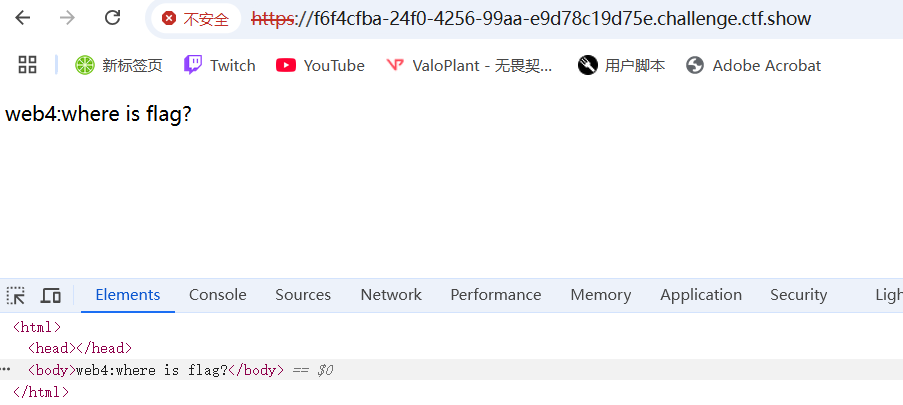 不安全 https://f6f4cfba-24f0-4256-99aa-e9d78c19d75e.challenge.ctf.show
新标签页 Twitch YouTube ValoPlant - 无畏契... 用户脚本 Adobe Acrobat
web4:where is flag?
Elements Console Sources Network Performance Memory Application Security Ligh
<html>
<head></head>
<body>web4:where is flag?</body> == $0
</html>